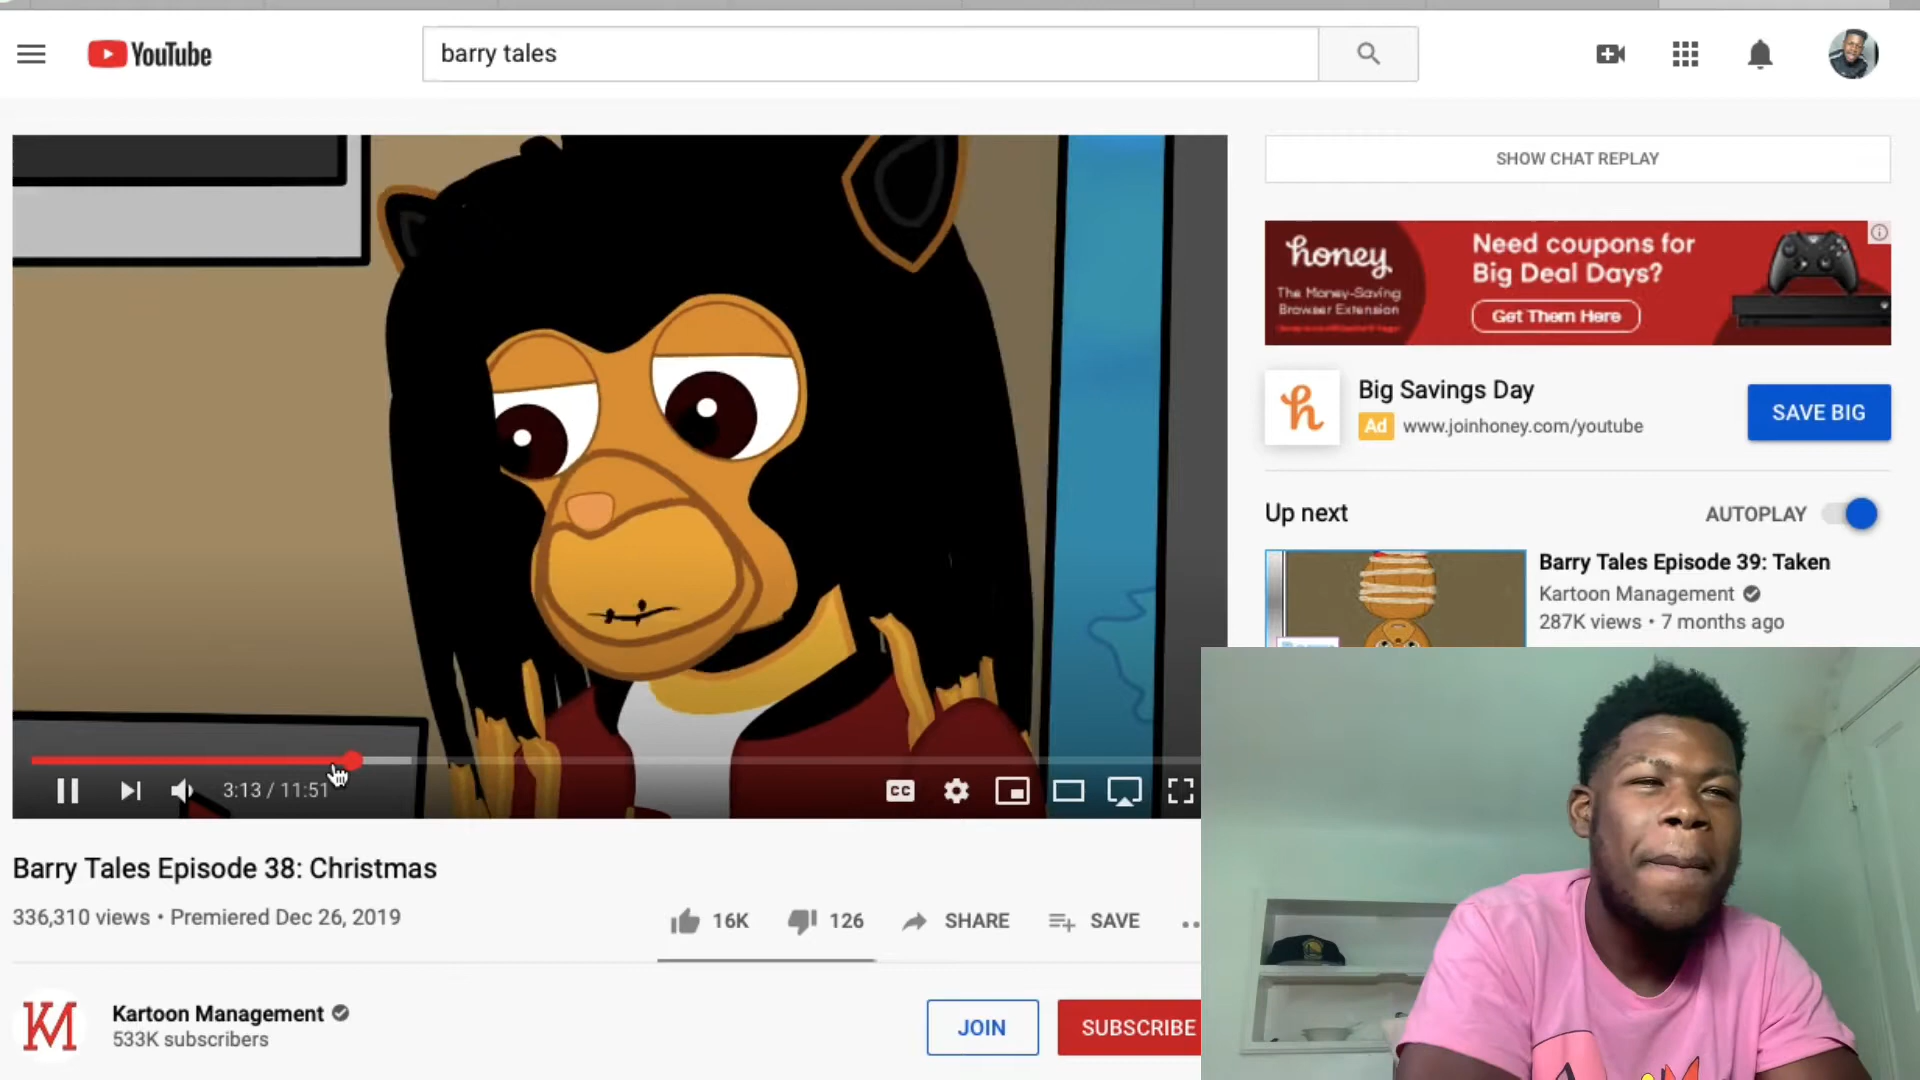 YouTube
barry tales
SHOW CHAT REPLAY
honey
The Money-Saving
Browser Extension
Need coupons for
Big Deal Days?
Get Them Here
h
Big Savings Day
Ad www.joinhoney.com/youtube
SAVE BIG
Up next
AUTOPLAY
Barry Tales Episode 39: Taken
Kartoon Management
287K views • 7 months ago
CC
3:13 / 11:51
Barry Tales Episode 38: Christmas
336,310 views • Premiered Dec 26, 2019
16K
126
SHARE
SAVE
KM
Kartoon Management
533K subscribers
JOIN
SUBSCRIBE